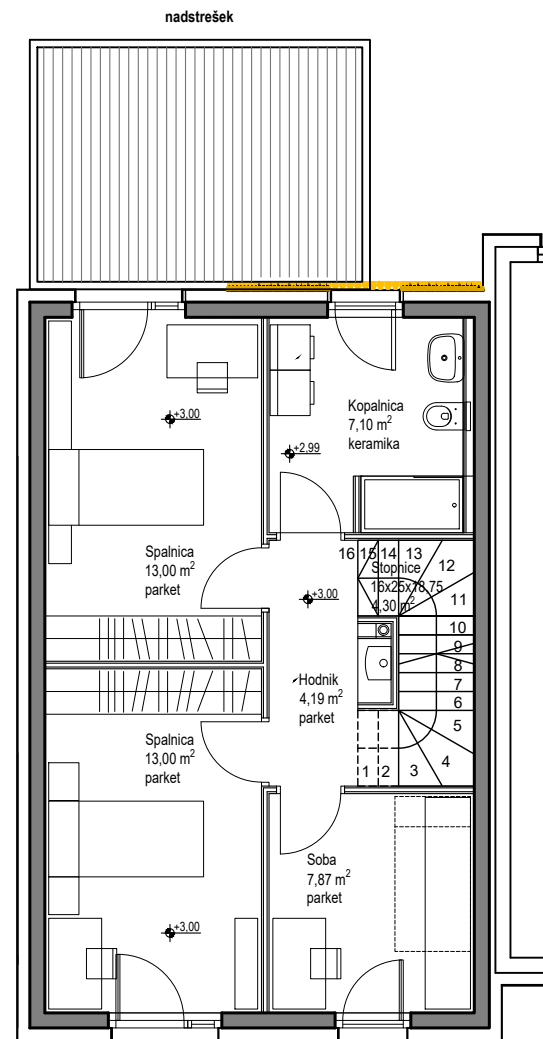 nadstrešek
+3,00
Kopalnica
7,10 m²
keramika
+2,99
Spalnica
13,00 m²
parket
16 15 14 13
12
11
10
9
8
7
6
5
4
3
2
1
Stopnice
16x25x18,75
4,30 m²
+3,00
Hodnik
4,19 m²
parket
Spalnica
13,00 m²
parket
Soba
7,87 m²
parket
+3,00